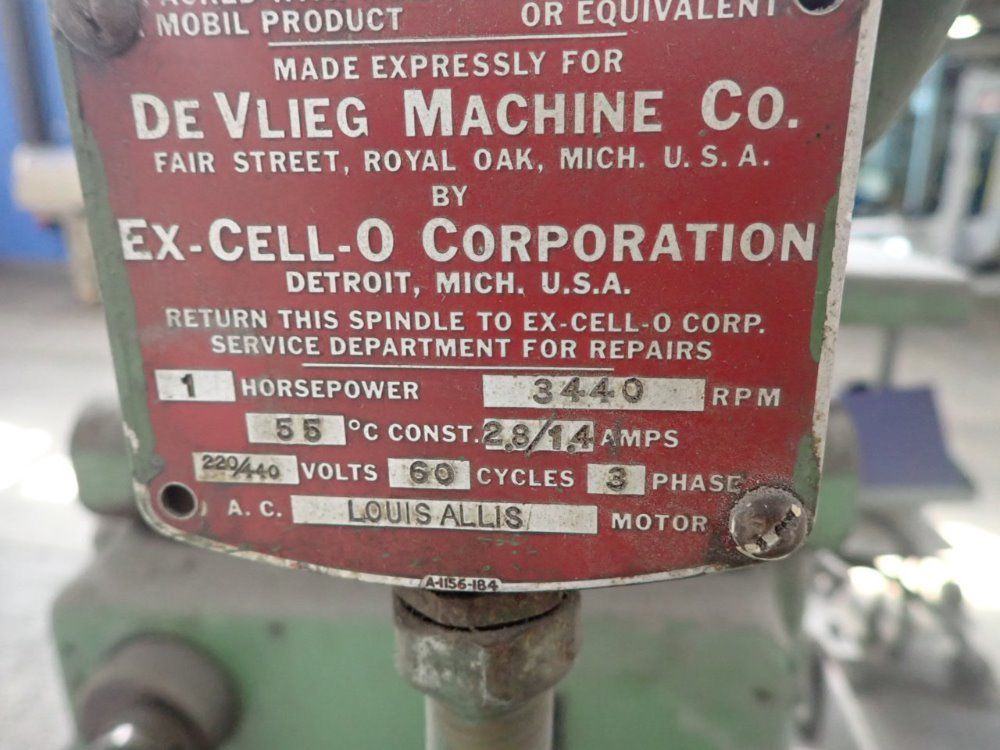 MOBIL PRODUCT OR EQUIVALENT
MADE EXPRESSLY FOR
DE VLIEG MACHINE CO.
FAIR STREET, ROYAL OAK, MICH. U.S.A.
BY
EX-CELL-O CORPORATION
DETROIT, MICH. U.S.A.
RETURN THIS SPINDLE TO EX-CELL-O CORP.
SERVICE DEPARTMENT FOR REPAIRS
1 HORSEPOWER 3440 RPM
55 °C CONST. 2.8/1.4 AMPS
220/440 VOLTS 60 CYCLES 3 PHASE
A.C. LOUIS ALLIS MOTOR
A-1156-184